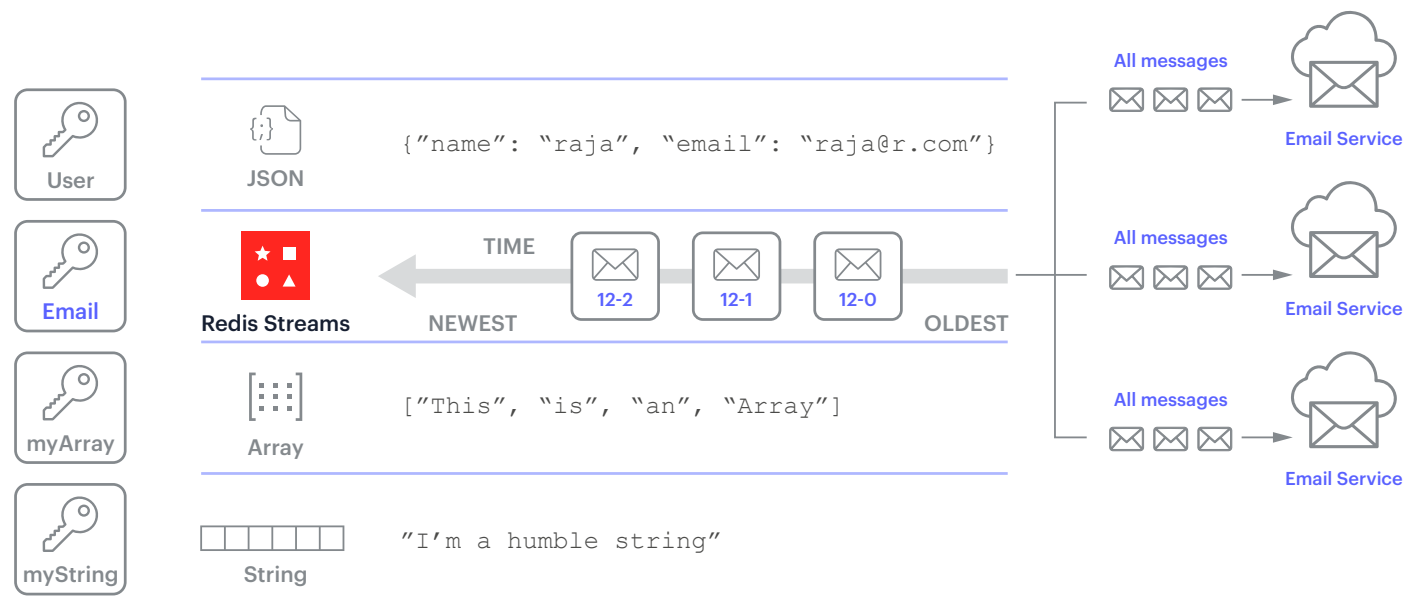 User
JSON
{”name”: “raja”, “email”: “raja@r.com”}
Email
Redis Streams
TIME
NEWEST
12-2
12-1
12-0
OLDEST
myArray
Array
[”This”, “is”, “an”, “Array”]
myString
String
”I’m a humble string”
All messages
Email Service
All messages
Email Service
All messages
Email Service